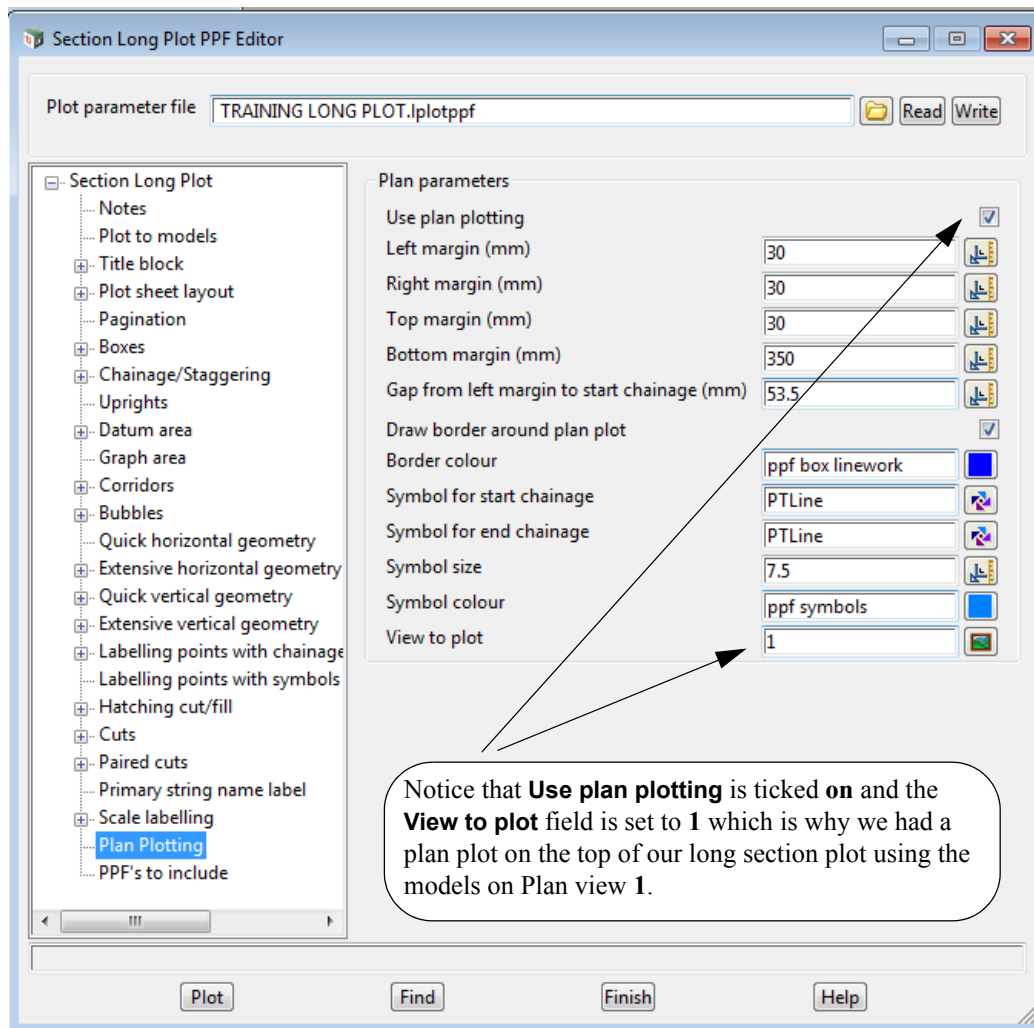 Section Long Plot PPF Editor
Plot parameter file
TRAINING LONG PLOT.lplotppf
Read
Write
Section Long Plot
Notes
Plot to models
Title block
Plot sheet layout
Pagination
Boxes
Chainage/Staggering
Uprights
Datum area
Graph area
Corridors
Bubbles
Quick horizontal geometry
Extensive horizontal geometry
Quick vertical geometry
Extensive vertical geometry
Labelling points with chainage
Labelling points with symbols
Hatching cut/fill
Cuts
Paired cuts
Primary string name label
Scale labelling
Plan Plotting
PPF's to include
Plan parameters
Use plan plotting
Left margin (mm) 30
Right margin (mm) 30
Top margin (mm) 30
Bottom margin (mm) 350
Gap from left margin to start chainage (mm) 53.5
Draw border around plan plot
Border colour ppf box linework
Symbol for start chainage PTLine
Symbol for end chainage PTLine
Symbol size 7.5
Symbol colour ppf symbols
View to plot 1
Notice that Use plan plotting is ticked on and the
View to plot field is set to 1 which is why we had a
plan plot on the top of our long section plot using the
models on Plan view 1.
Plot
Find
Finish
Help